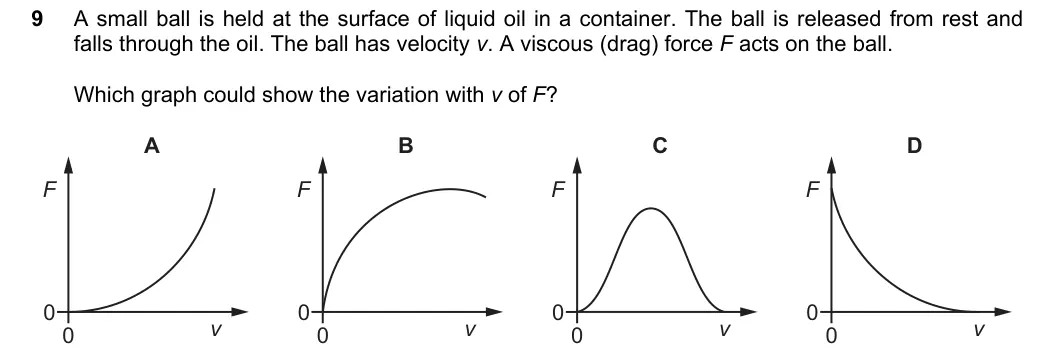 9 A small ball is held at the surface of liquid oil in a container. The ball is released from rest and
falls through the oil. The ball has velocity v. A viscous (drag) force F acts on the ball.
Which graph could show the variation with v of F?
A B C D
F F F F
0 0 0 0
0 v 0 v 0 v 0 v